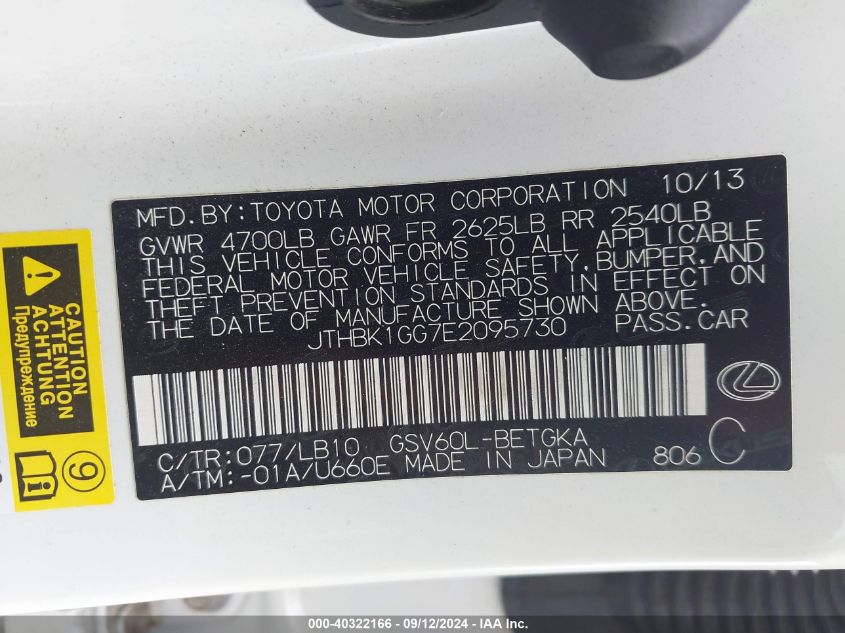 MFD.BY:TOYOTA MOTOR CORPORATION 10/13
GVWR 4700LB GAWR FR 2625LB RR 2540LB
THIS VEHICLE CONFORMS TO ALL APPLICABLE
FEDERAL MOTOR VEHICLE SAFETY,BUMPER,AND
THEFT PREVENTION STANDARDS IN EFFECT ON
THE DATE OF MANUFACTURE SHOWN ABOVE.
JTHBK1GG7E2095730 PASS.CAR
C/TR:077/LB10 GSV60L-BETGKA
A/TM:-01A/U660E MADE IN JAPAN 806 C
CAUTION
ATTENTION
ACHTUNG
Предупреждение
9
000-40322166 - 09/12/2024 - IAA Inc.